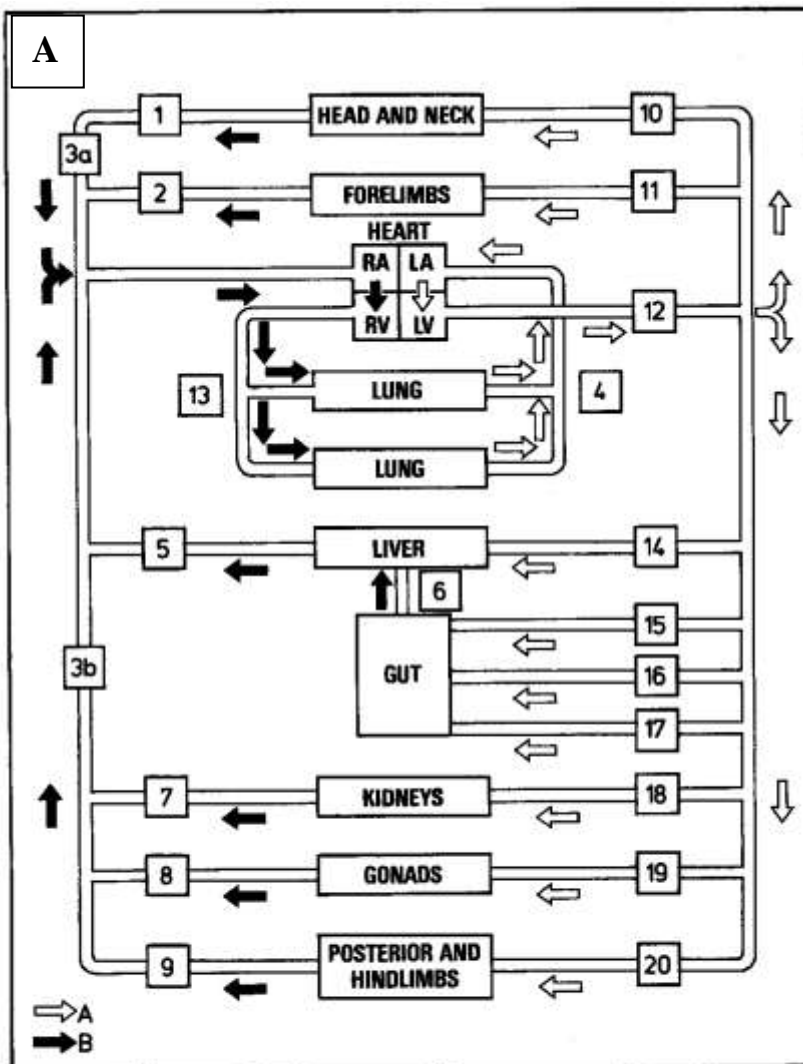 A
1 HEAD AND NECK 10
3a
2 FORELIMBS 11
HEART
RA LA
RV LV 12
LUNG
13 4
LUNG
5 LIVER 14
6
15
3b GUT 16
17
7 KIDNEYS 18
8 GONADS 19
9 POSTERIOR AND
HINDLIMBS 20
A
B